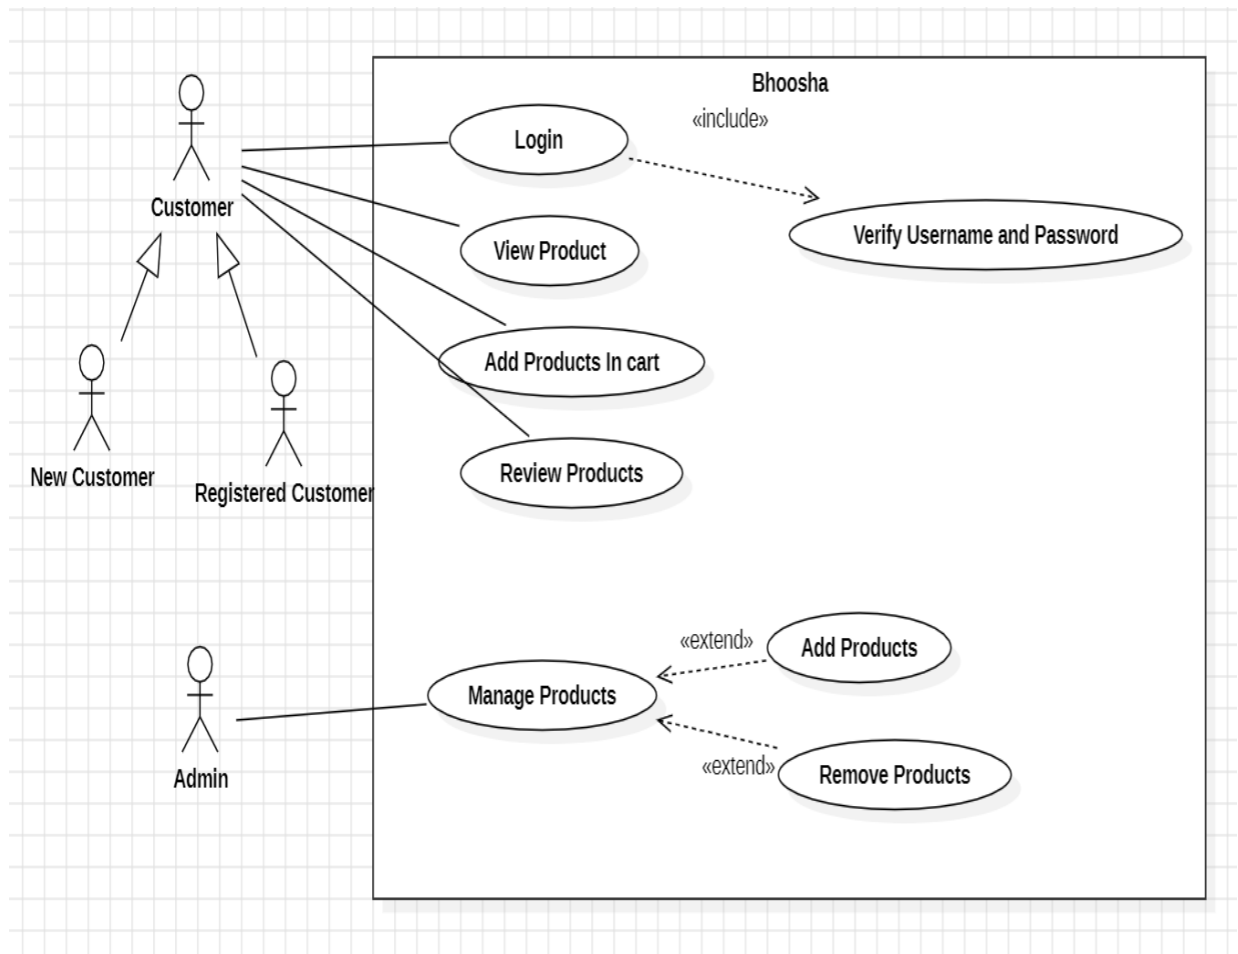 Bhoosha
«include»
Login
Customer
Verify Username and Password
View Product
Add Products In cart
New Customer
Registered Customer
Review Products
«extend»
Add Products
Manage Products
Admin
«extend»
Remove Products